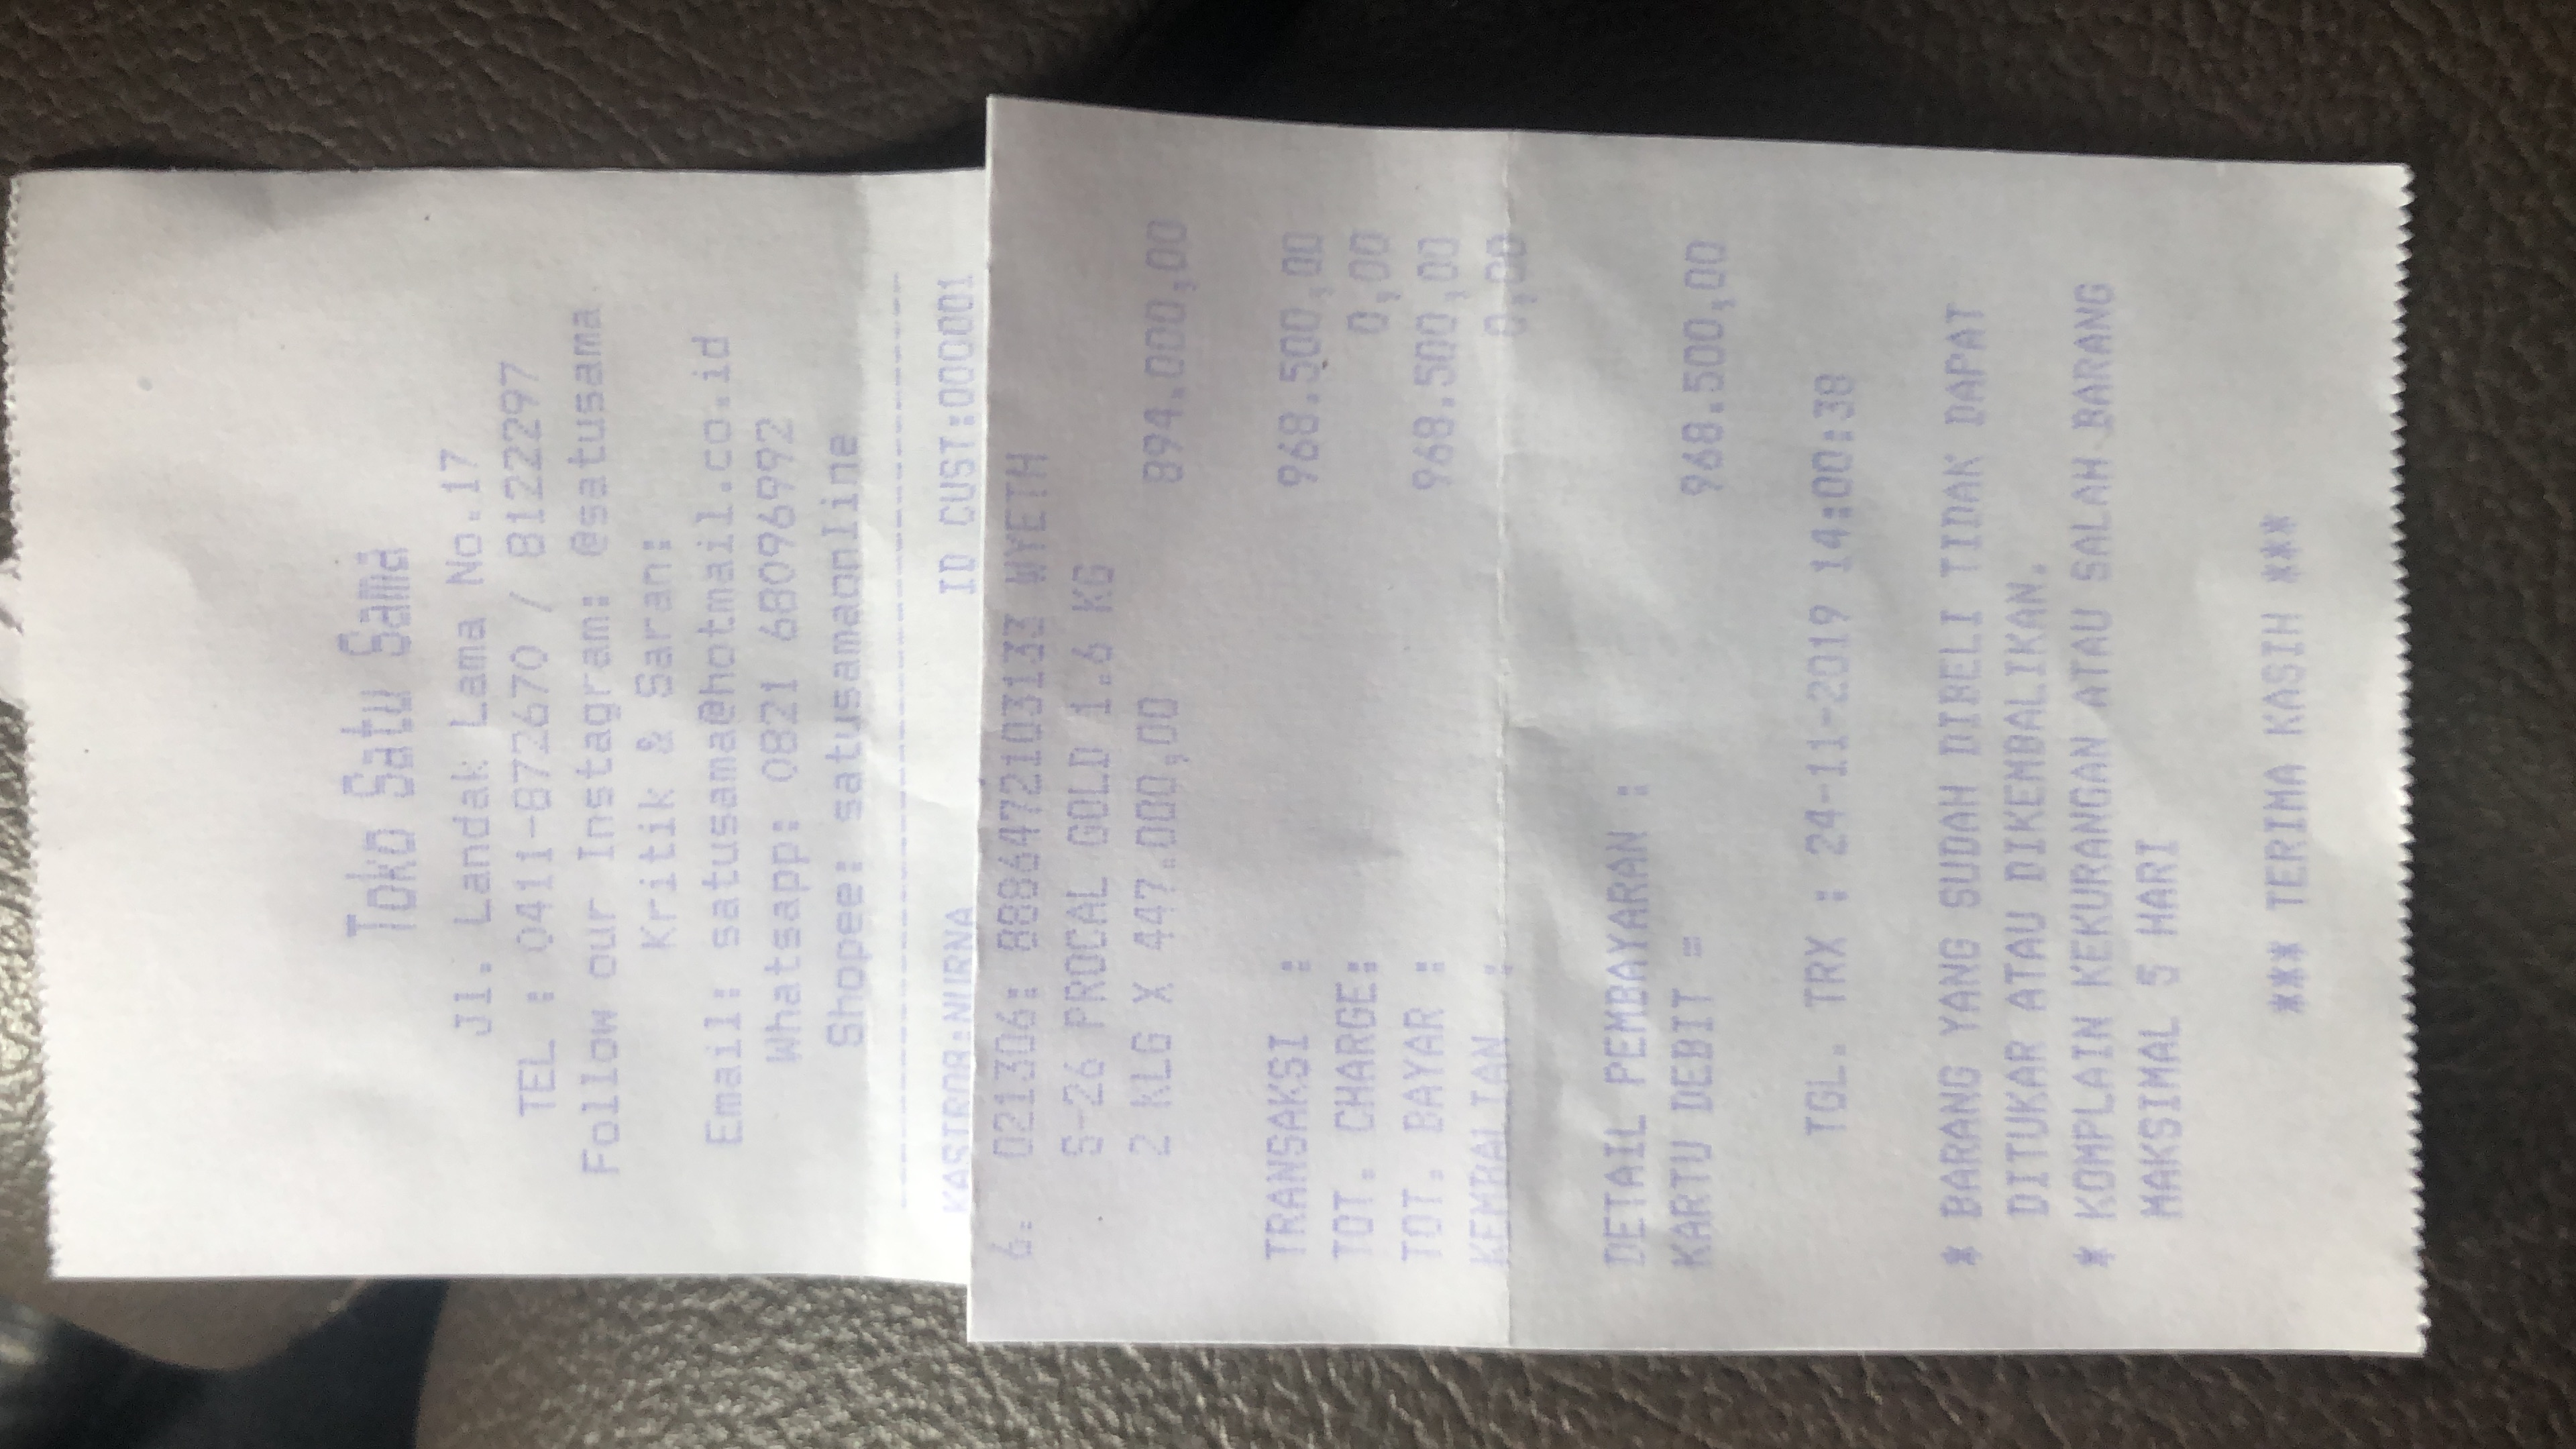 Toko Satu Sama
Jl. Landak Lama No.17
TEL : 0411-872670 / 8122297
Follow our Instagram: @satusama
Kritik & Saran:
Email: satusama@hotmail.co.id
Whatsapp: 0821 68096992
Shopee: satusamaonline
--------------------------------
KASTROR:NURNA ID CUST:000001
6: 021306: 8886472103133 WYETH
S-26 PROCAL GOLD 1.6 KG
2 KLG X 447.000,00 894.000,00
TRANSAKSI : 968.500,00
TOT. CHARGE: 0,00
TOT. BAYAR : 968.500,00
KEMBALIAN : 0,00
DETAIL PEMBAYARAN :
KARTU DEBIT = 968.500,00
TGL. TRX : 24-11-2019 14:00:38
* BARANG YANG SUDAH DIBELI TIDAK DAPAT
DITUKAR ATAU DIKEMBALIKAN.
* KOMPLAIN KEKURANGAN ATAU SALAH BARANG
MAKSIMAL 5 HARI
*** TERIMA KASIH ***